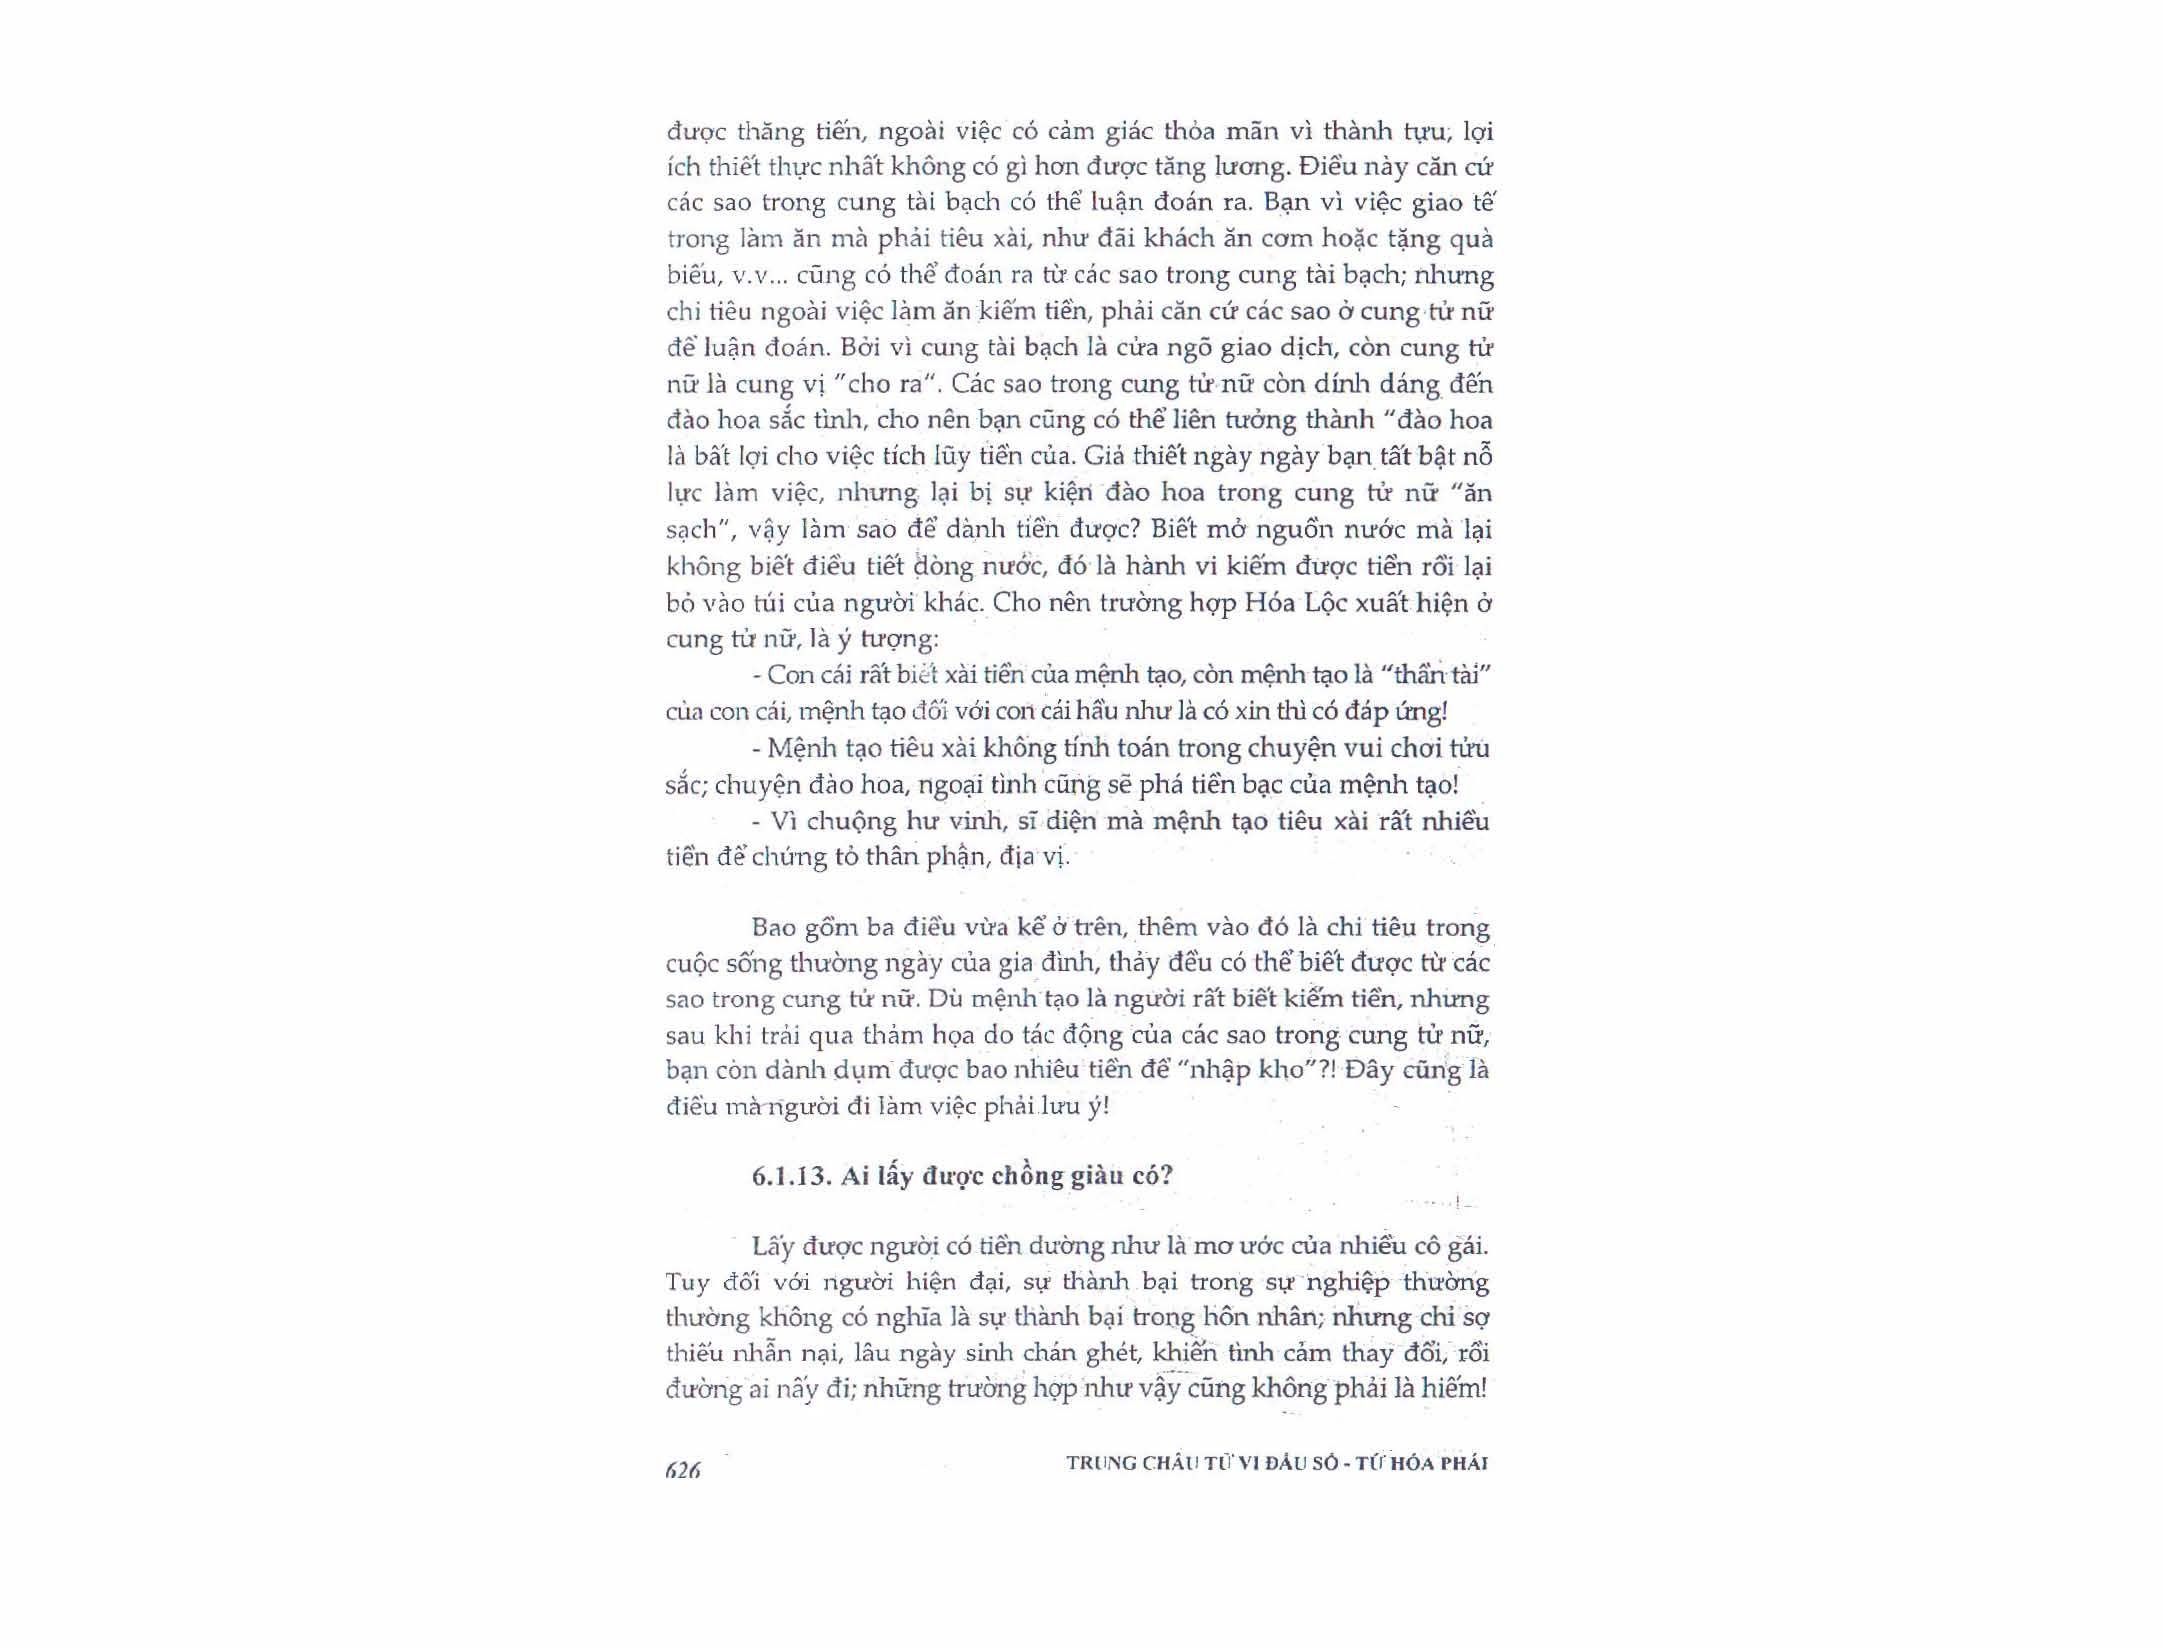 được thăng tiến, ngoài việc có cảm giác thỏa mãn vì thành tựu, lợi
ích thiết thực nhất không có gì hơn được tăng lương. Điều này căn cứ
các sao trong cung tài bạch có thể luận đoán ra. Bạn vì việc giao tế
trong làm ăn mà phải tiêu xài, như đãi khách ăn cơm hoặc tặng quà
biếu, v.v... cũng có thể đoán ra từ các sao trong cung tài bạch; nhưng
chi tiêu ngoài việc làm ăn kiếm tiền, phải căn cứ các sao ở cung tử nữ
để luận đoán. Bởi vì cung tài bạch là cửa ngõ giao dịch, còn cung tử
nữ là cung vị "cho ra". Các sao trong cung tử nữ còn dính dáng đến
đào hoa sắc tình, cho nên bạn cũng có thể liên tưởng thành "đào hoa
là bất lợi cho việc tích lũy tiền của. Giả thiết ngày ngày bạn tất bật nỗ
lực làm việc, nhưng lại bị sự kiện đào hoa trong cung tử nữ "ăn
sạch", vậy làm sao để dành tiền được? Biết mở nguồn nước mà lại
không biết điều tiết dòng nước, đó là hành vi kiếm được tiền rồi lại
bỏ vào túi của người khác. Cho nên trường hợp Hóa Lộc xuất hiện ở
cung tử nữ, là ý tượng:
- Con cái rất biết xài tiền của mệnh tạo, còn mệnh tạo là "thần tài"
của con cái, mệnh tạo đối với con cái hầu như là có xin thì có đáp ứng!
- Mệnh tạo tiêu xài không tính toán trong chuyện vui chơi tửu
sắc; chuyện đào hoa, ngoại tình cũng sẽ phá tiền bạc của mệnh tạo!
- Vì chuộng hư vinh, sĩ diện mà mệnh tạo tiêu xài rất nhiều
tiền để chứng tỏ thân phận, địa vị.
Bao gồm ba điều vừa kể ở trên, thêm vào đó là chi tiêu trong
cuộc sống thường ngày của gia đình, thảy đều có thể biết được từ các
sao trong cung tử nữ. Dù mệnh tạo là người rất biết kiếm tiền, nhưng
sau khi trải qua thảm họa do tác động của các sao trong cung tử nữ,
bạn còn dành dụm được bao nhiêu tiền để "nhập kho"?! Đây cũng là
điều mà người đi làm việc phải lưu ý!
6.1.13. Ai lấy được chồng giàu có?
Lấy được người có tiền dường như là mơ ước của nhiều cô gái.
Tuy đối với người hiện đại, sự thành bại trong sự nghiệp thường
thường không có nghĩa là sự thành bại trong hôn nhân; nhưng chỉ sợ
thiếu nhẫn nại, lâu ngày sinh chán ghét, khiến tình cảm thay đổi, rồi
đường ai nấy đi; những trường hợp như vậy cũng không phải là hiếm!
626
TRUNG CHÂU TỬ VI ĐẨU SỐ - TỨ HÓA PHÁI